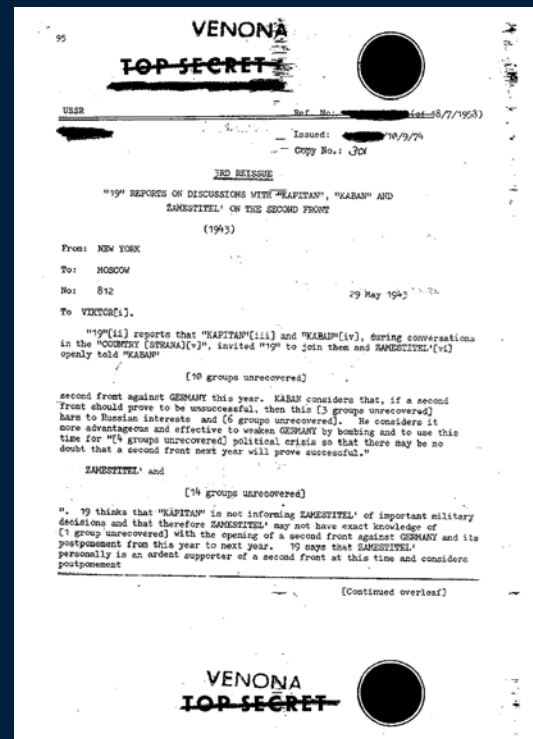 95
VENONA
TOP SECRET
USSR
Ref. No: (of 8/7/1953)
Issued: /10/9/74
Copy No.: 301
3RD REISSUE
"19" REPORTS ON DISCUSSIONS WITH "KAPITAN", "KABAN" AND
ZAMESTITEL' ON THE SECOND FRONT
(1943)
From: NEW YORK
To: MOSCOW
No: 812
29 May 1943
To VIKTOR[i].
"19"[ii] reports that "KAPITAN"[iii] and "KABAN"[iv], during conversations
in the "COUNTRY [STRANA][v]", invited "19" to join them and ZAMESTITEL'[vi]
openly told "KABAN"
[10 groups unrecovered]
second front against GERMANY this year. KABAN considers that, if a second
front should prove to be unsuccessful, then this [3 groups unrecovered]
harm to Russian interests and [6 groups unrecovered]. He considers it
more advantageous and effective to weaken GERMANY by bombing and to use this
time for "[4 groups unrecovered] political crisis so that there may be no
doubt that a second front next year will prove successful."
ZAMESTITEL' and
[14 groups unrecovered]
". 19 thinks that "KAPITAN" is not informing ZAMESTITEL' of important military
decisions and that therefore ZAMESTITEL' may not have exact knowledge of
[1 group unrecovered] with the opening of a second front against GERMANY and its
postponement from this year to next year. 19 says that ZAMESTITEL'
personally is an ardent supporter of a second front at this time and considers
postponement
[Continued overleaf]
VENONA
TOP SECRET